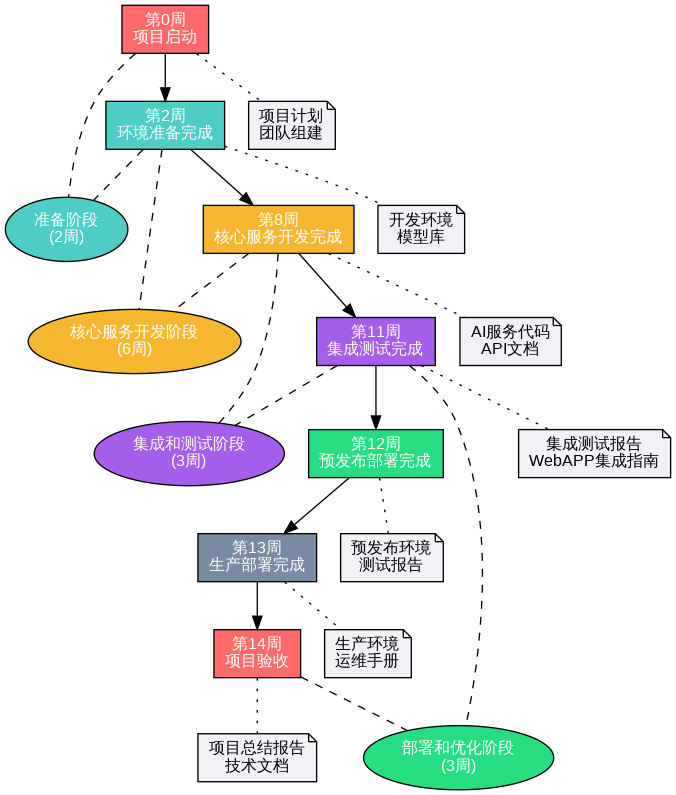 第0周
项目启动
第2周
环境准备完成
项目计划
团队组建
准备阶段
(2周)
第8周
核心服务开发完成
开发环境
模型库
核心服务开发阶段
(6周)
第11周
集成测试完成
AI服务代码
API文档
集成和测试阶段
(3周)
第12周
预发布部署完成
集成测试报告
WebAPP集成指南
第13周
生产部署完成
预发布环境
测试报告
第14周
项目验收
生产环境
运维手册
项目总结报告
技术文档
部署和优化阶段
(3周)